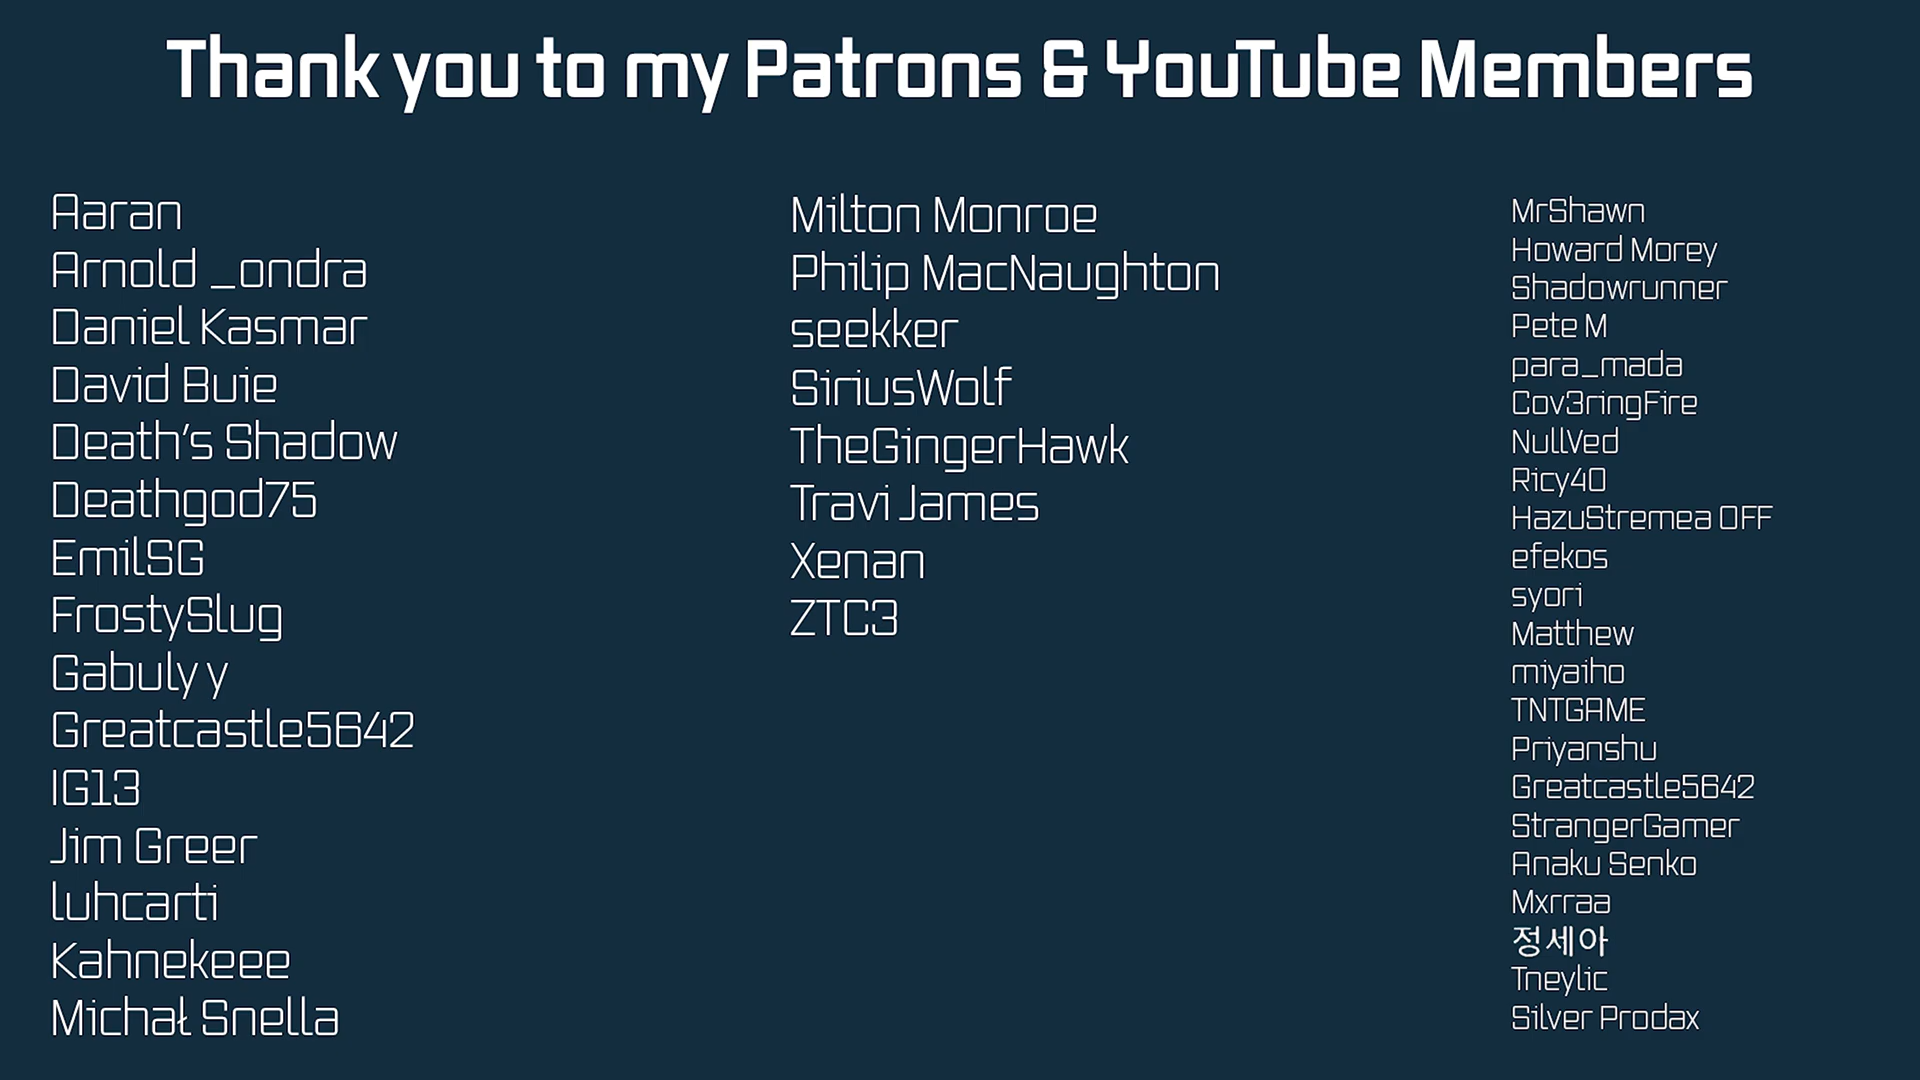 Thank you to my Patrons & YouTube Members
Aaran
Arnold _ondra
Daniel Kasmar
David Buie
Death's Shadow
Deathgod75
EmilSG
FrostySlug
Gabuly y
Greatcastle5642
IG13
Jim Greer
luhcarti
Kahnekeee
Michał Snella
Milton Monroe
Philip MacNaughton
seekker
SiriusWolf
TheGingerHawk
Travi James
Xenan
ZTC3
MrShawn
Howard Morey
Shadowrunner
Pete M
para_mada
Cov3ringFire
NullVed
Ricy40
HazuStremea OFF
efekos
syori
Matthew
miyaiho
TNTGAME
Priyanshu
Greatcastle5642
StrangerGamer
Anaku Senko
Mxrraa
정세아
Tneylic
Silver Prodax